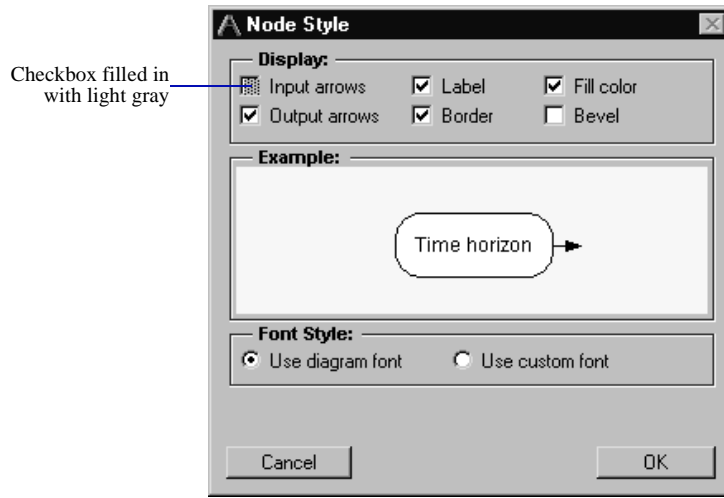 Node Style
Checkbox filled in
with light gray
Display:
Input arrows
Label
Fill color
Output arrows
Border
Bevel
Example:
Time horizon
Font Style:
Use diagram font
Use custom font
Cancel
OK